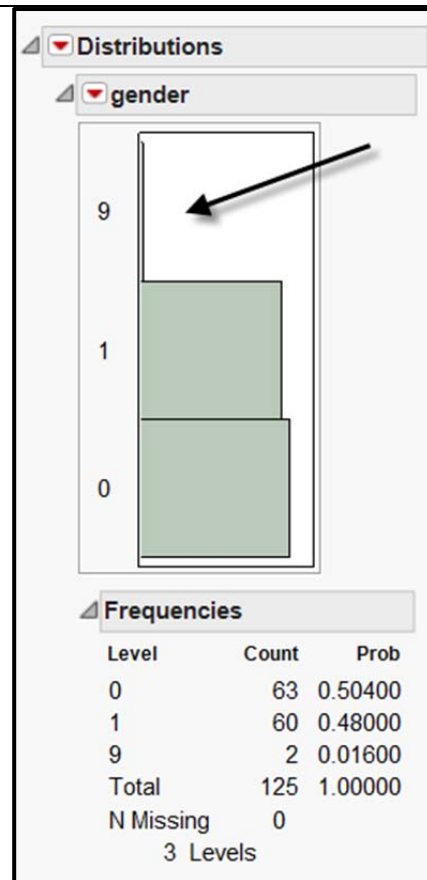 Distributions
gender
9
1
0
Frequencies
Level Count Prob
0 63 0.50400
1 60 0.48000
9 2 0.01600
Total 125 1.00000
N Missing 0
3 Levels